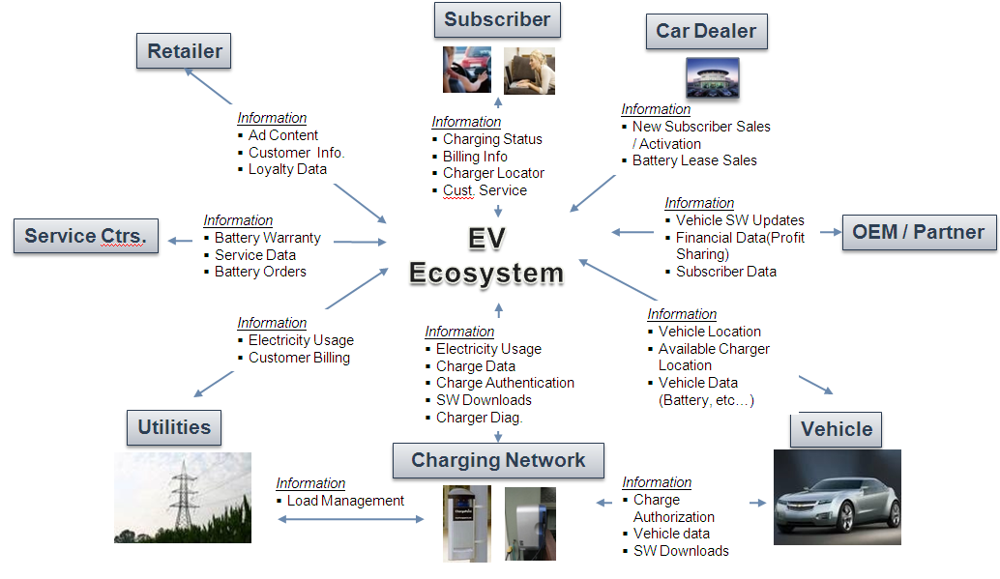 Subscriber
Car Dealer
Retailer
Information
▪ Ad Content
▪ Customer Info.
▪ Loyalty Data
Information
▪ Charging Status
▪ Billing Info
▪ Charger Locator
▪ Cust. Service
Information
▪ New Subscriber Sales
/ Activation
▪ Battery Lease Sales
Service Ctrs.
Information
▪ Battery Warranty
▪ Service Data
▪ Battery Orders
EV
Ecosystem
Information
▪ Vehicle SW Updates
▪ Financial Data(Profit
Sharing)
▪ Subscriber Data
OEM / Partner
Information
▪ Electricity Usage
▪ Customer Billing
Information
▪ Electricity Usage
▪ Charge Data
▪ Charge Authentication
▪ SW Downloads
▪ Charger Diag.
Information
▪ Vehicle Location
▪ Available Charger
Location
▪ Vehicle Data
(Battery, etc...)
Utilities
Charging Network
Vehicle
Information
▪ Load Management
Information
▪ Charge
Authorization
▪ Vehicle data
▪ SW Downloads